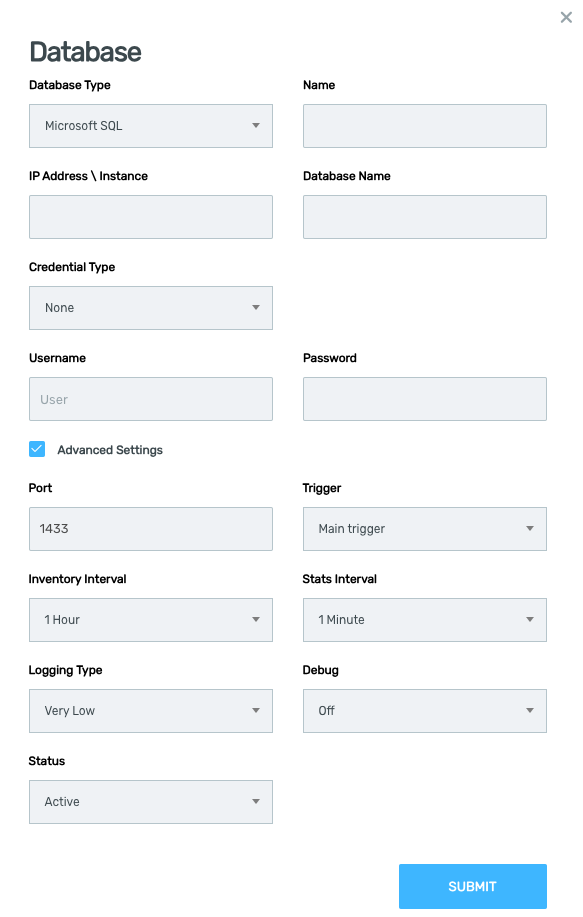 Database
Database Type
Name
Microsoft SQL
IP Address \ Instance
Database Name
Credential Type
None
Username
Password
User
Advanced Settings
Port
Trigger
1433
Main trigger
Inventory Interval
Stats Interval
1 Hour
1 Minute
Logging Type
Debug
Very Low
Off
Status
Active
SUBMIT